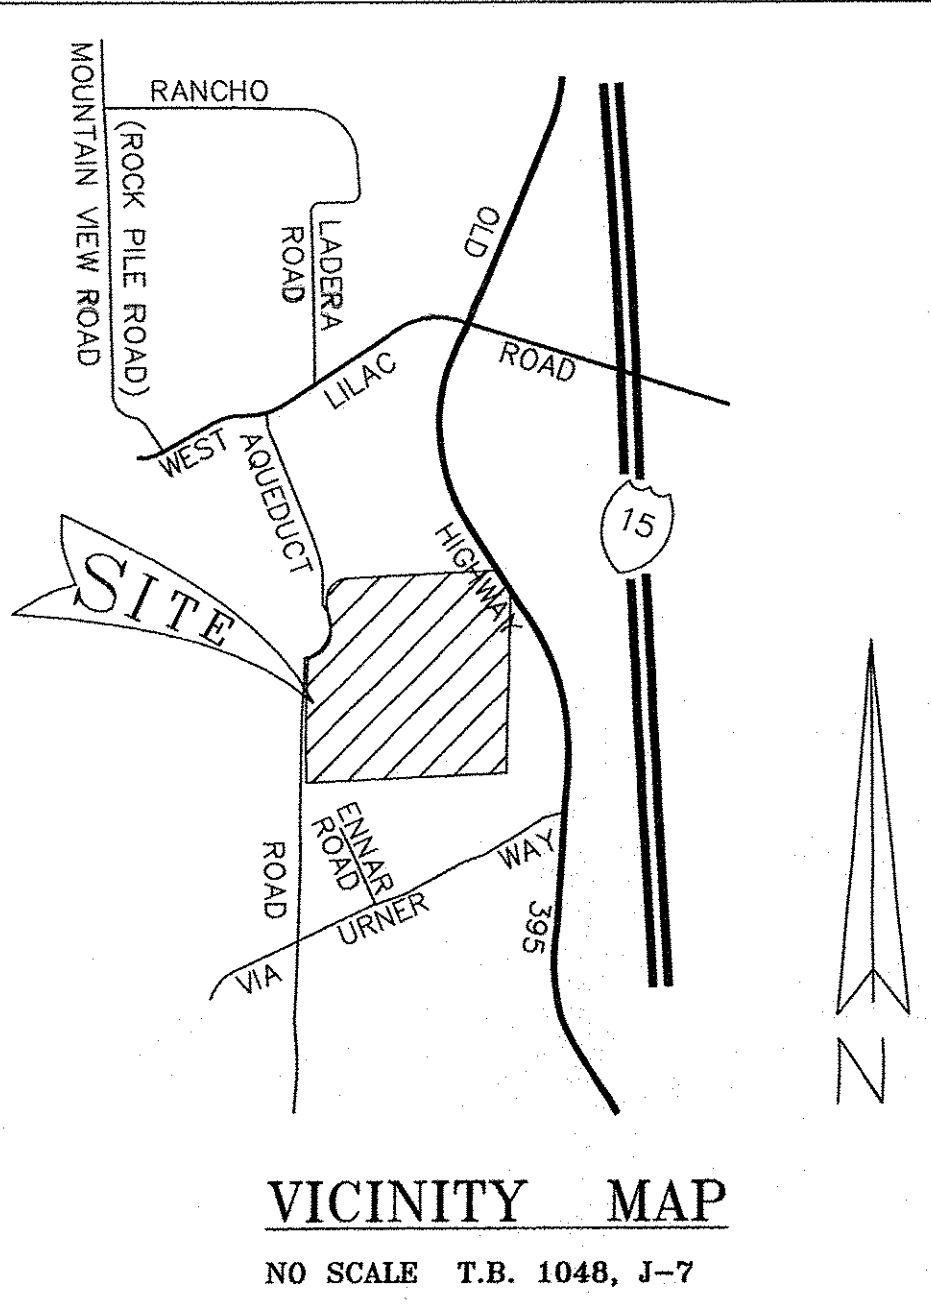 RANCHO
MOUNTAIN VIEW ROAD
(ROCK PILE ROAD)
LADERA
ROAD
OLD
WEST
LILAC
ROAD
AQUEDUCT
15
HIGHWAY
SITE
ENNAR
ROAD
ROAD
WAY
URNER
VIA
395
N
VICINITY MAP
NO SCALE T.B. 1048, J-7